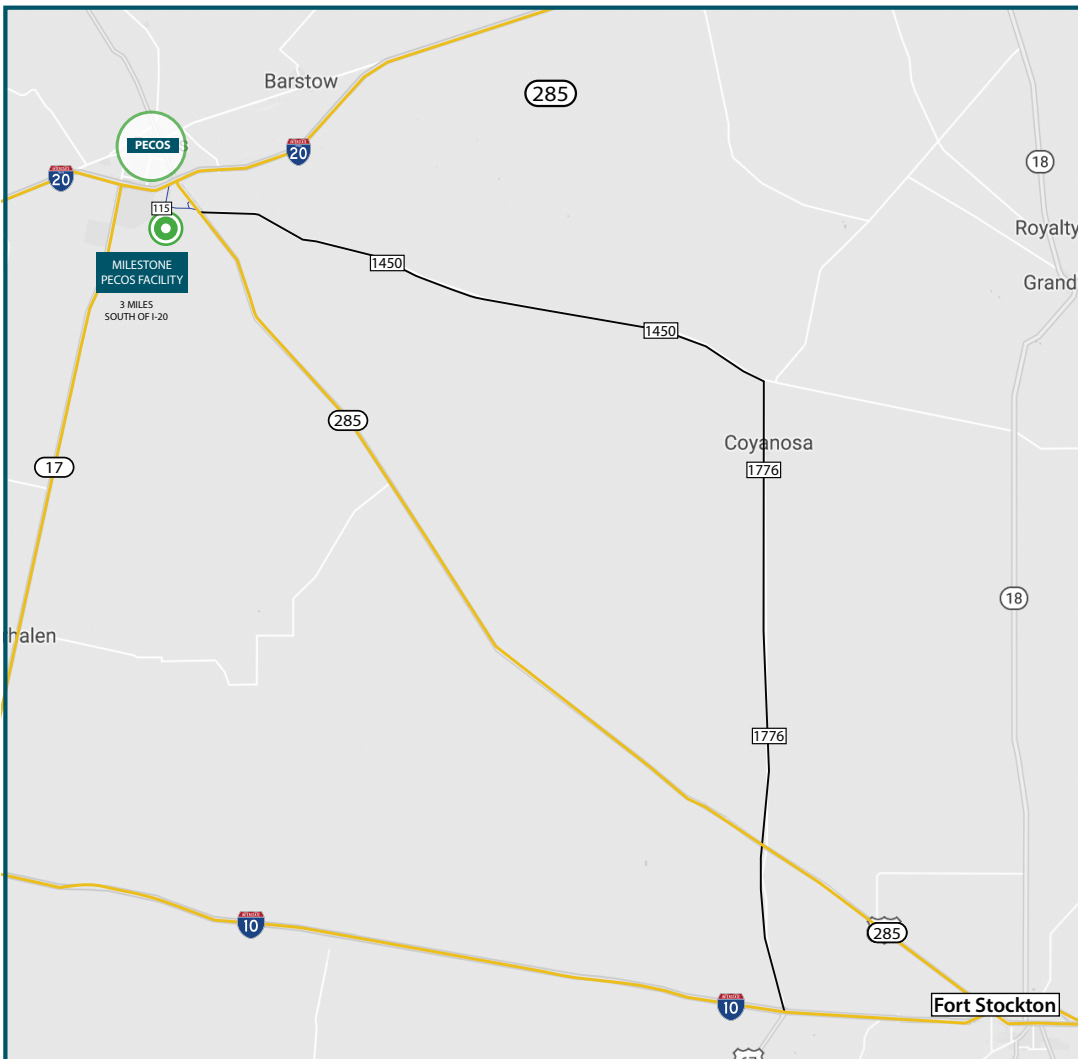 Barstow
285
PECOS
20
20
18
115
Royalty
MILESTONE
PECOS FACILITY
1450
Grand
3 MILES
SOUTH OF I-20
1450
285
Coyanosa
17
1776
18
halen
1776
10
285
10
Fort Stockton